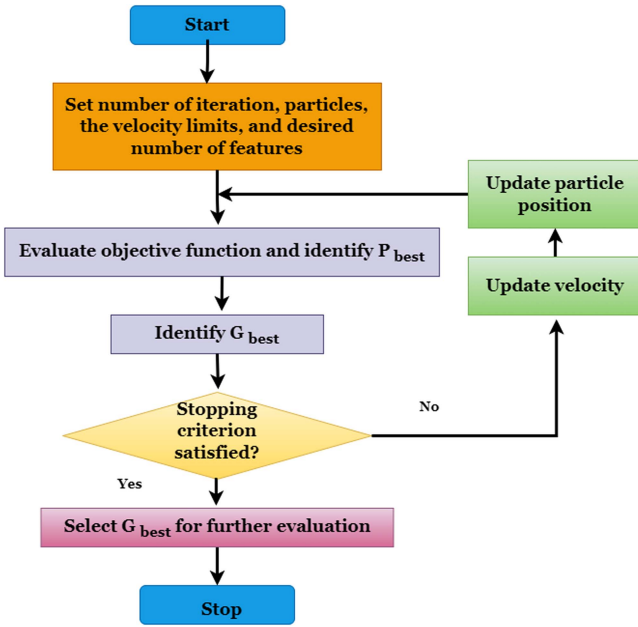 Start
Set number of iteration, particles,
the velocity limits, and desired
number of features
Update particle
position
Evaluate objective function and identify P best
Update velocity
Identify G best
Stopping
criterion
satisfied?
No
Yes
Select G best for further evaluation
Stop